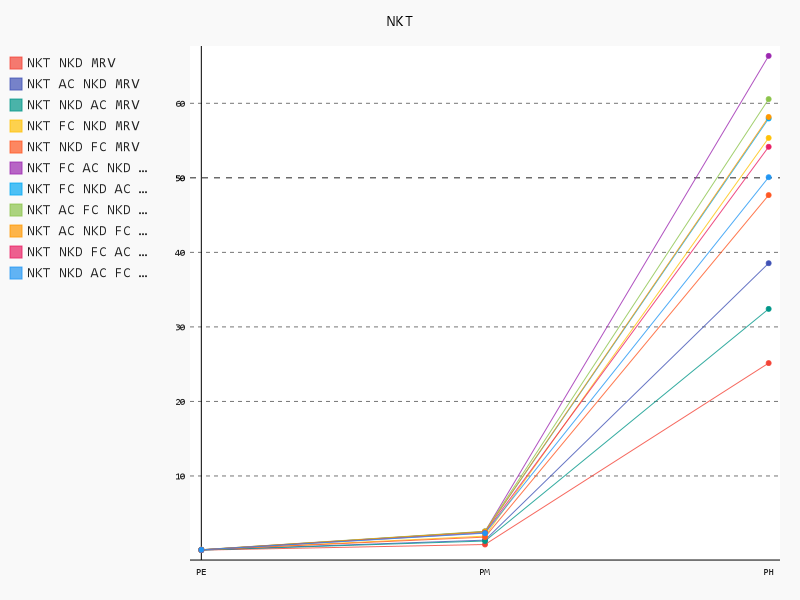 NKT
NKT NKD MRV
NKT AC NKD MRV
NKT NKD AC MRV
NKT FC NKD MRV
NKT NKD FC MRV
NKT FC AC NKD …
NKT FC NKD AC …
NKT AC FC NKD …
NKT AC NKD FC …
NKT NKD FC AC …
NKT NKD AC FC …
60
50
40
30
20
10
PE PM PH